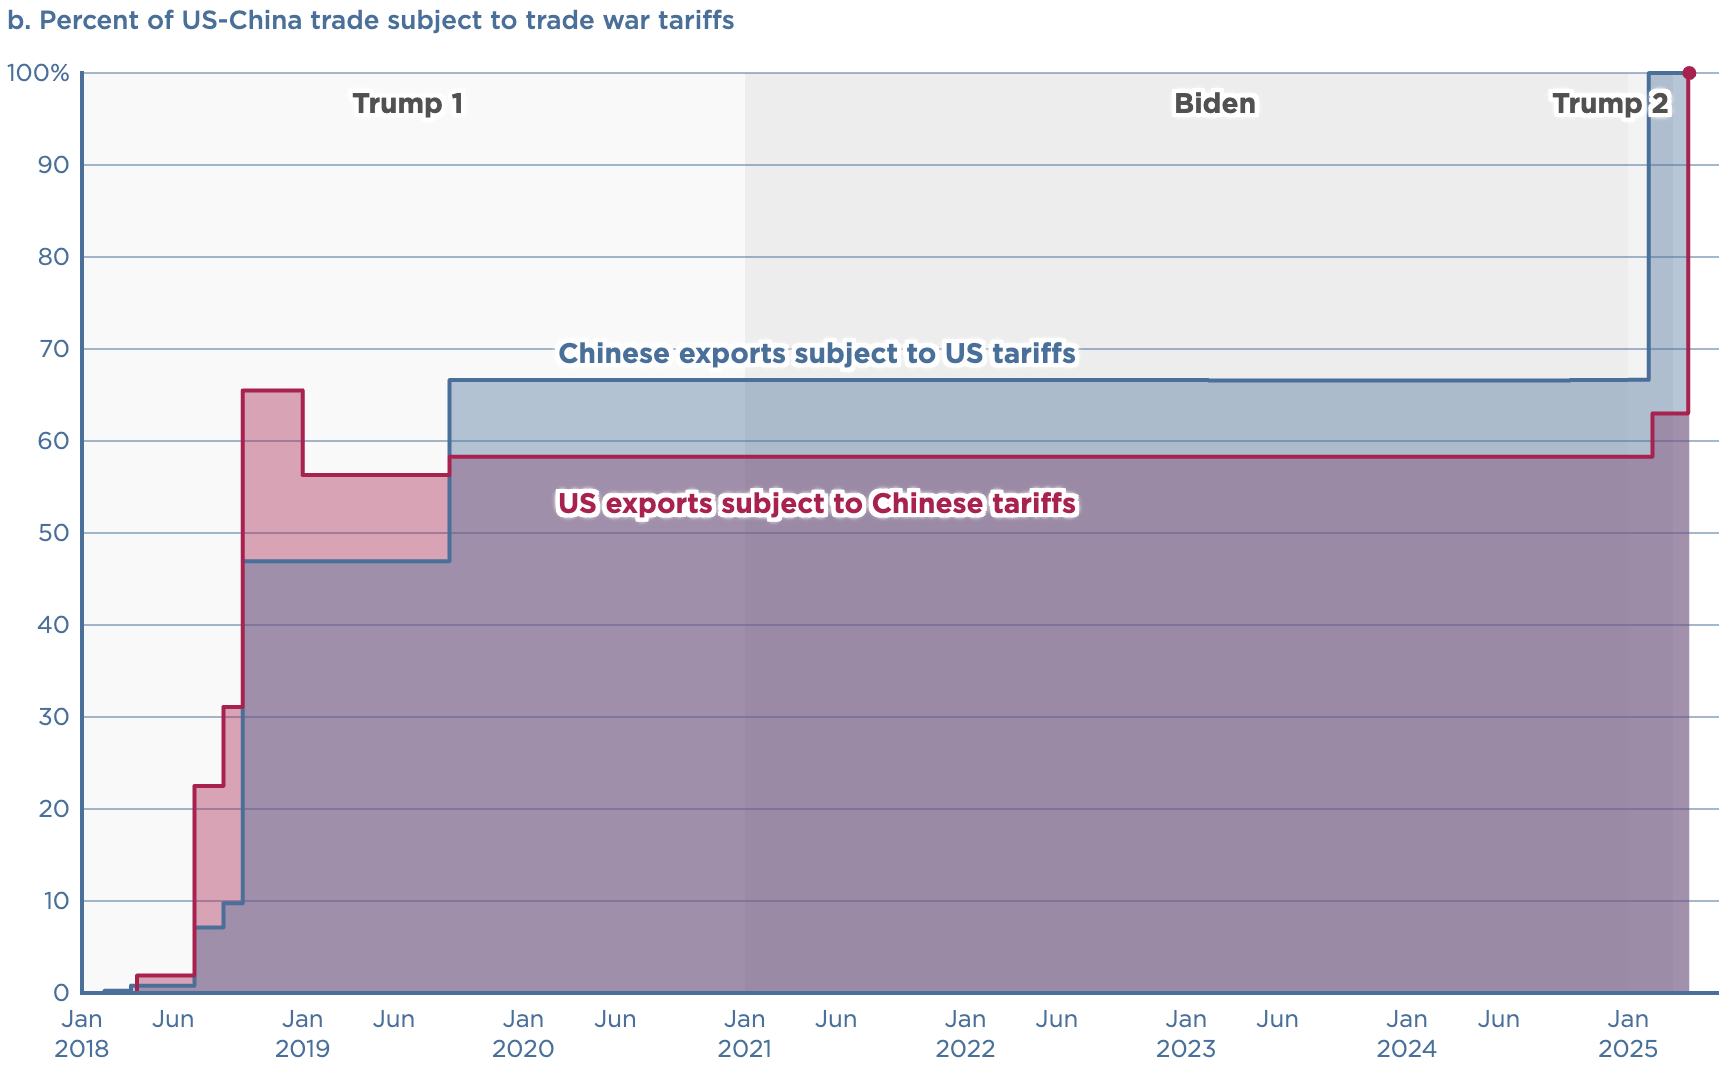 b. Percent of US-China trade subject to trade war tariffs
100%
Trump 1
Biden
Trump 2
90
80
70
Chinese exports subject to US tariffs
60
US exports subject to Chinese tariffs
50
40
30
20
10
0
Jan Jun Jan Jun Jan Jun Jan Jun Jan Jun Jan Jun Jan Jun Jan
2018 2019 2020 2021 2022 2023 2024 2025